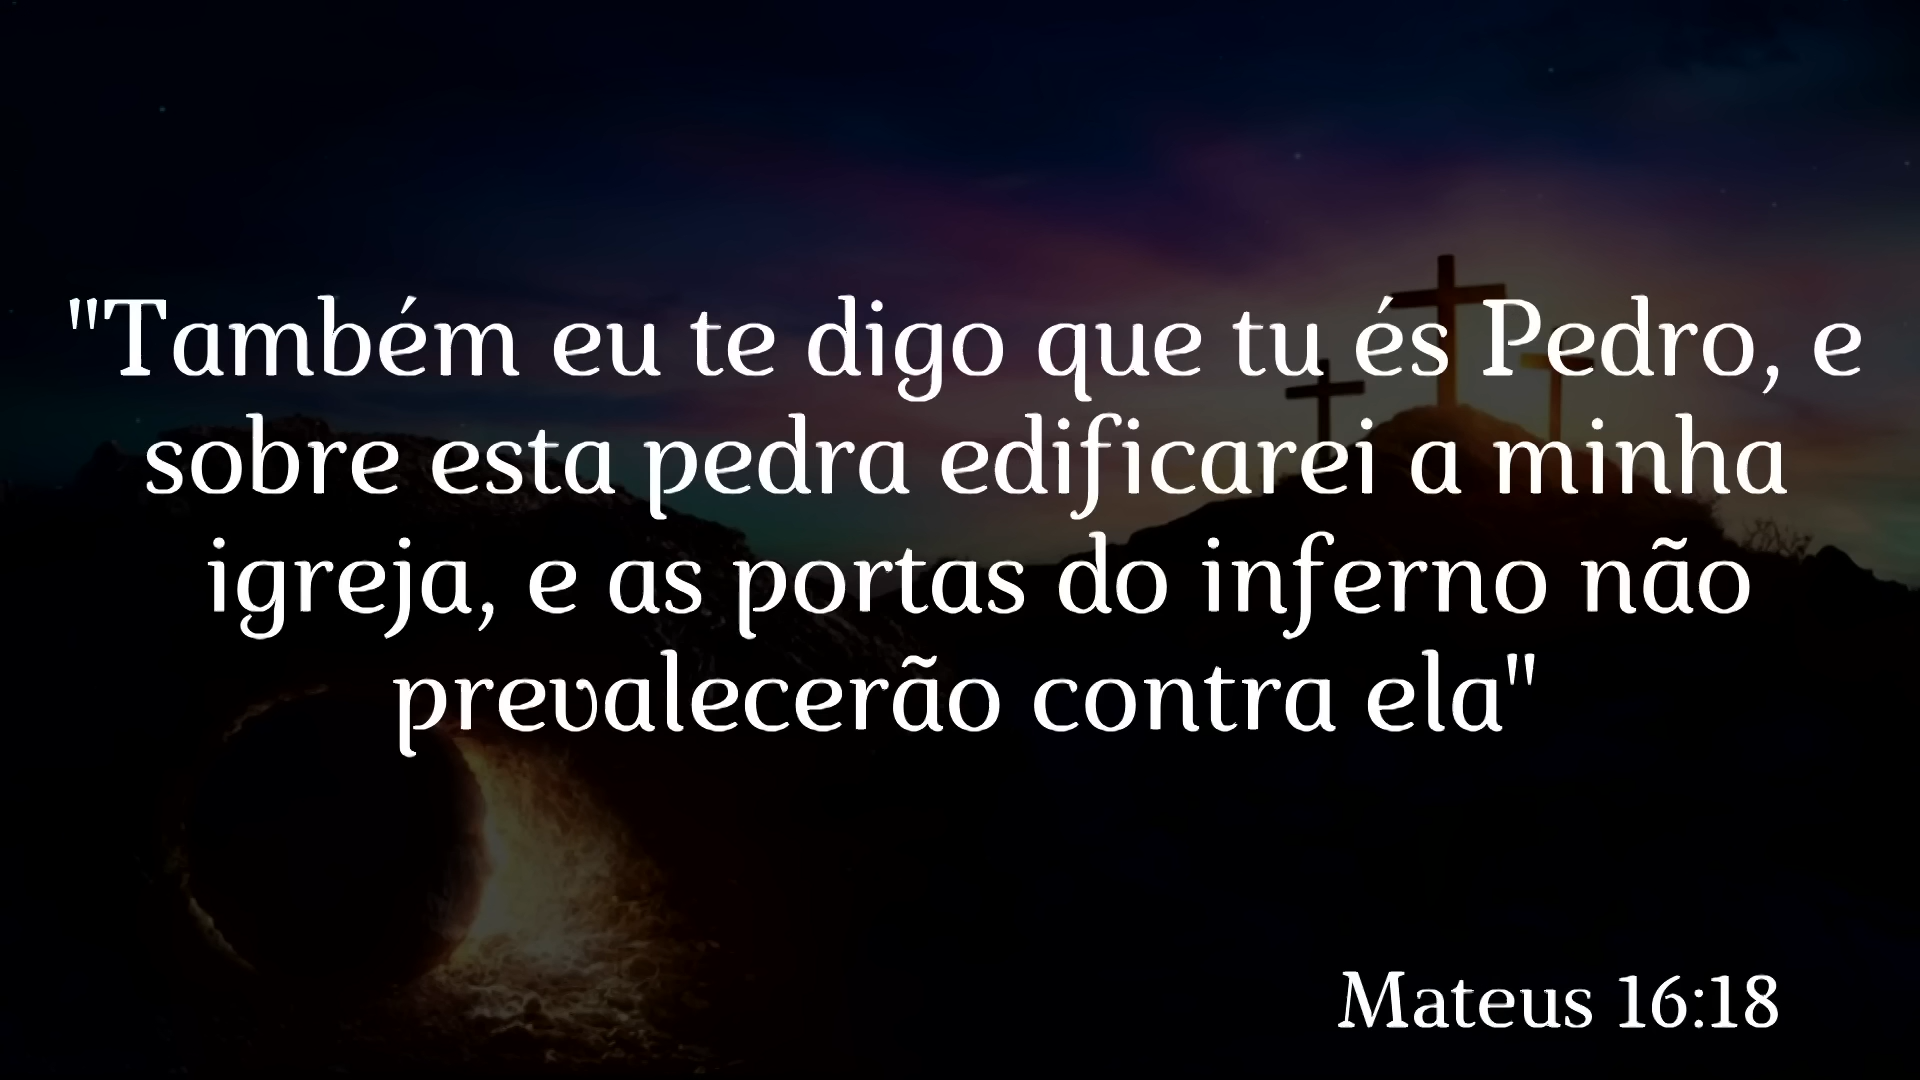 "Também eu te digo que tu és Pedro, e
sobre esta pedra edificarei a minha
igreja, e as portas do inferno não
prevalecerão contra ela"
Mateus 16:18